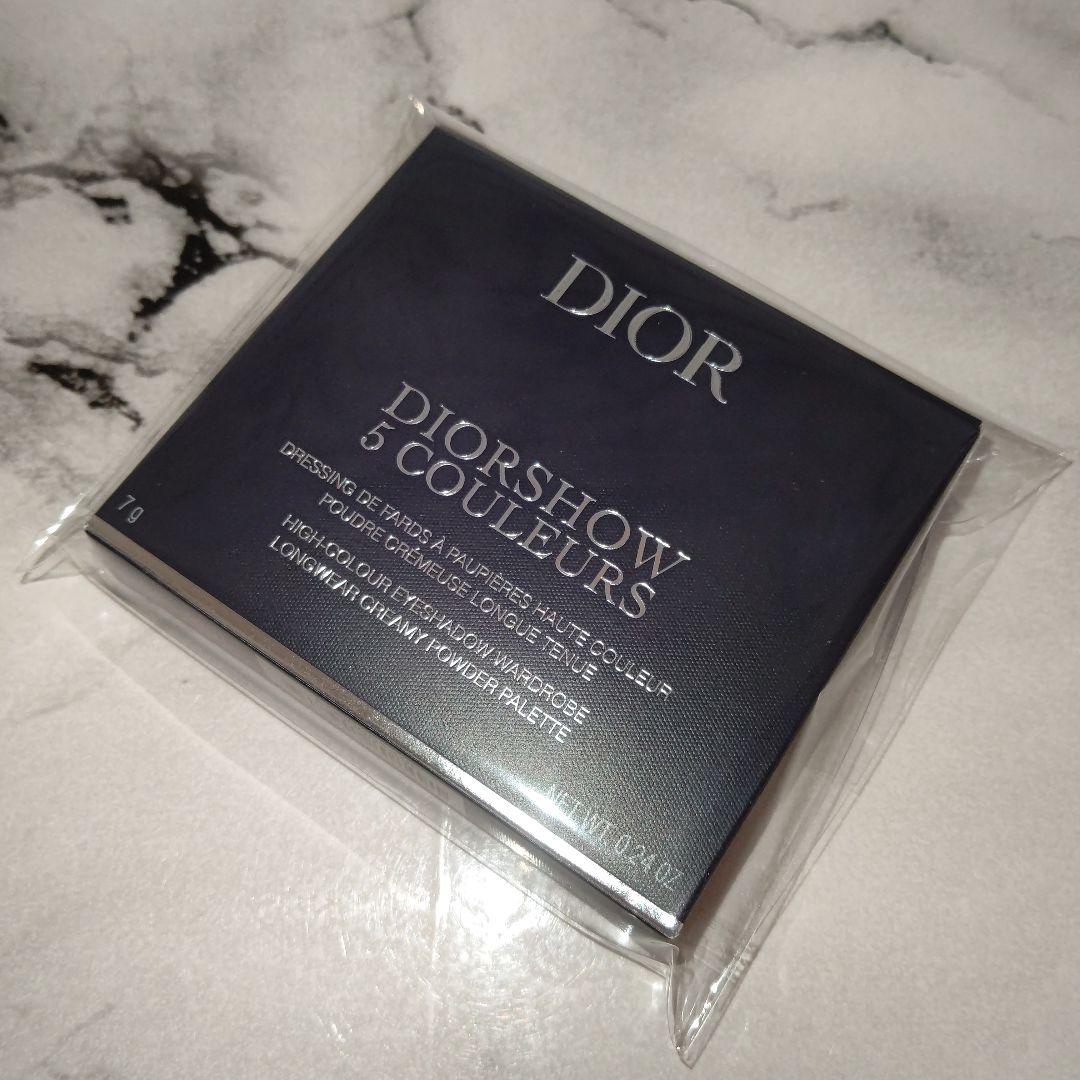 DIOR
DIORSHOW
5 COULEURS
DRESSING DE FARDS À PAUPIÈRES HAUTE COULEUR
POUDRE CRÉMEUSE LONGUE TENUE
HIGH-COLOUR EYESHADOW WARDROBE
LONGWEAR CREAMY POWDER PALETTE
7 g
NET WT. 0.24 OZ